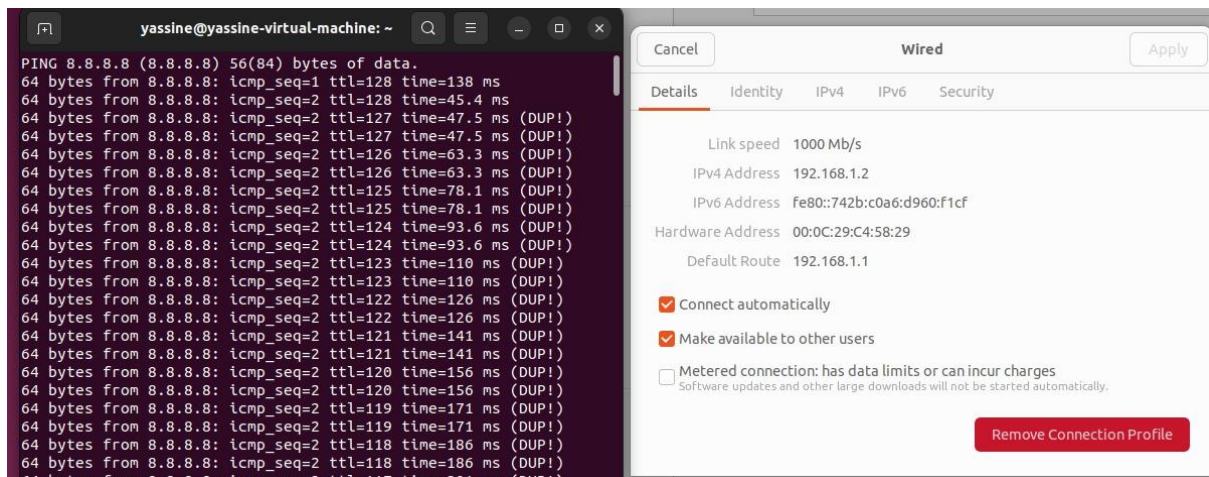 yassine@yassine-virtual-machine: ~
PING 8.8.8.8 (8.8.8.8) 56(84) bytes of data.
64 bytes from 8.8.8.8: icmp_seq=1 ttl=128 time=138 ms
64 bytes from 8.8.8.8: icmp_seq=2 ttl=128 time=45.4 ms
64 bytes from 8.8.8.8: icmp_seq=2 ttl=127 time=47.5 ms (DUP!)
64 bytes from 8.8.8.8: icmp_seq=2 ttl=127 time=47.5 ms (DUP!)
64 bytes from 8.8.8.8: icmp_seq=2 ttl=126 time=63.3 ms (DUP!)
64 bytes from 8.8.8.8: icmp_seq=2 ttl=126 time=63.3 ms (DUP!)
64 bytes from 8.8.8.8: icmp_seq=2 ttl=125 time=78.1 ms (DUP!)
64 bytes from 8.8.8.8: icmp_seq=2 ttl=125 time=78.1 ms (DUP!)
64 bytes from 8.8.8.8: icmp_seq=2 ttl=124 time=93.6 ms (DUP!)
64 bytes from 8.8.8.8: icmp_seq=2 ttl=124 time=93.6 ms (DUP!)
64 bytes from 8.8.8.8: icmp_seq=2 ttl=123 time=110 ms (DUP!)
64 bytes from 8.8.8.8: icmp_seq=2 ttl=123 time=110 ms (DUP!)
64 bytes from 8.8.8.8: icmp_seq=2 ttl=122 time=126 ms (DUP!)
64 bytes from 8.8.8.8: icmp_seq=2 ttl=122 time=126 ms (DUP!)
64 bytes from 8.8.8.8: icmp_seq=2 ttl=121 time=141 ms (DUP!)
64 bytes from 8.8.8.8: icmp_seq=2 ttl=121 time=141 ms (DUP!)
64 bytes from 8.8.8.8: icmp_seq=2 ttl=120 time=156 ms (DUP!)
64 bytes from 8.8.8.8: icmp_seq=2 ttl=120 time=156 ms (DUP!)
64 bytes from 8.8.8.8: icmp_seq=2 ttl=119 time=171 ms (DUP!)
64 bytes from 8.8.8.8: icmp_seq=2 ttl=119 time=171 ms (DUP!)
64 bytes from 8.8.8.8: icmp_seq=2 ttl=118 time=186 ms (DUP!)
64 bytes from 8.8.8.8: icmp_seq=2 ttl=118 time=186 ms (DUP!)
Cancel Wired Apply
Details Identity IPv4 IPv6 Security
Link speed 1000 Mb/s
IPv4 Address 192.168.1.2
IPv6 Address fe80::742b:c0a6:d960:f1cf
Hardware Address 00:0C:29:C4:58:29
Default Route 192.168.1.1
Connect automatically
Make available to other users
Metered connection: has data limits or can incur charges
Software updates and other large downloads will not be started automatically.
Remove Connection Profile